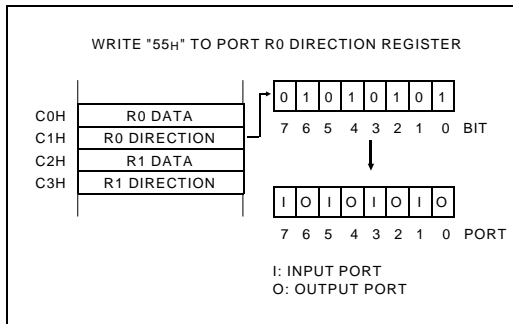 WRITE "55H" TO PORT R0 DIRECTION REGISTER
0 1 0 1 0 1 0 1
7 6 5 4 3 2 1 0 BIT
C0H R0 DATA
C1H R0 DIRECTION
C2H R1 DATA
C3H R1 DIRECTION
I O I O I O I O
7 6 5 4 3 2 1 0 PORT
I: INPUT PORT
O: OUTPUT PORT